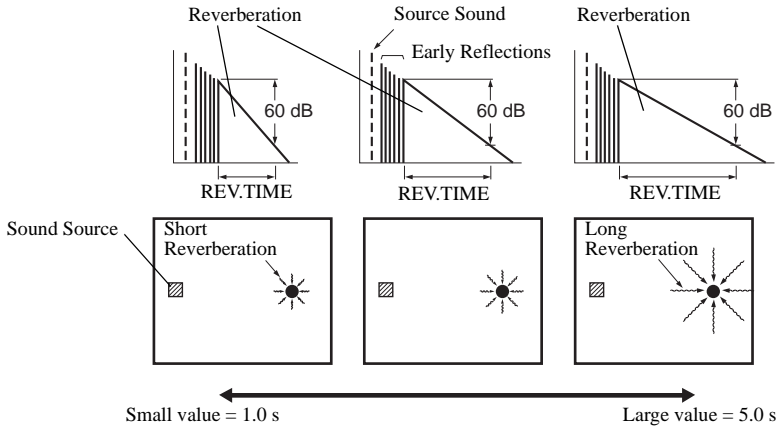 Reverberation
Source Sound
Reverberation
Early Reflections
60 dB
60 dB
60 dB
REV.TIME
REV.TIME
REV.TIME
Sound Source
Short
Reverberation
Long
Reverberation
Small value = 1.0 s
Large value = 5.0 s